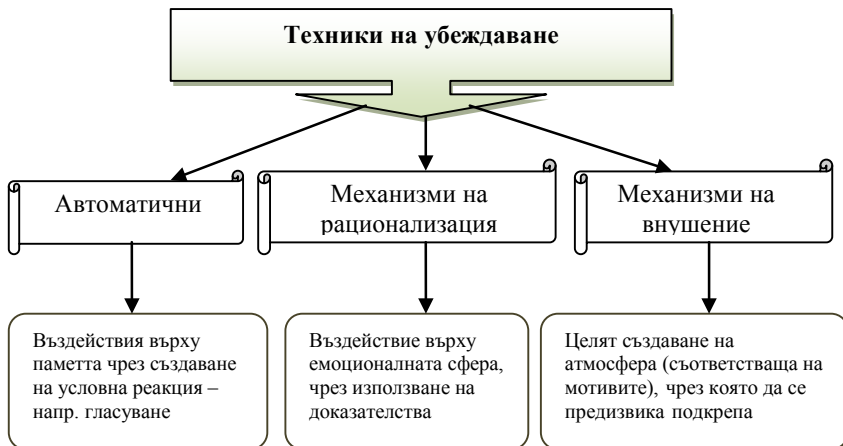 Техники на убеждаване
Автоматични
Механизми на
рационализация
Механизми на
внушение
Въздействия върху
паметта чрез създаване
на условна реакция –
напр. гласуване
Въздействие върху
емоционалната сфера,
чрез използване на
доказателства
Целят създаване на
атмосфера (съответстваща на
мотивите), чрез която да се
предизвика подкрепа